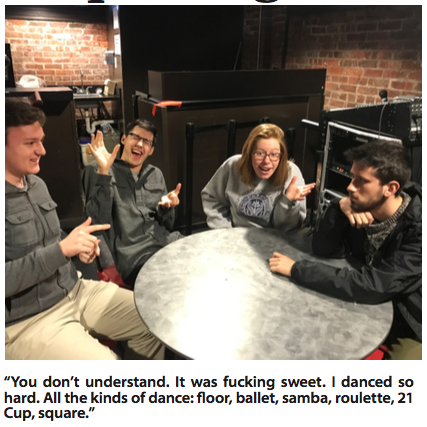 “You don’t understand. It was fucking sweet. I danced so
hard. All the kinds of dance: floor, ballet, samba, roulette, 21
Cup, square.”